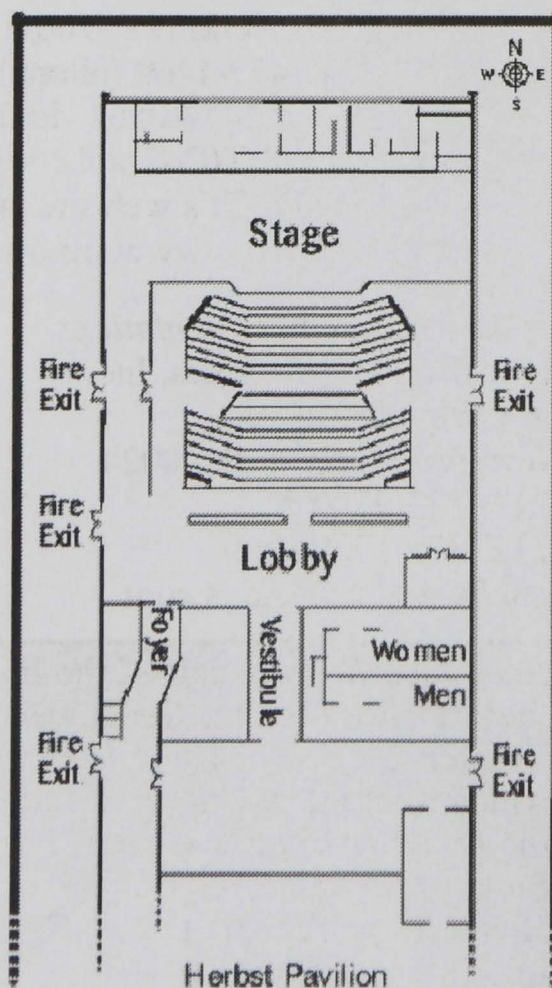 N
W E
S
Stage
Fire
Exit
Fire
Exit
Fire
Exit
Lobby
Foyer
Vestibule
Women
Men
Fire
Exit
Fire
Exit
Herbst Pavilion